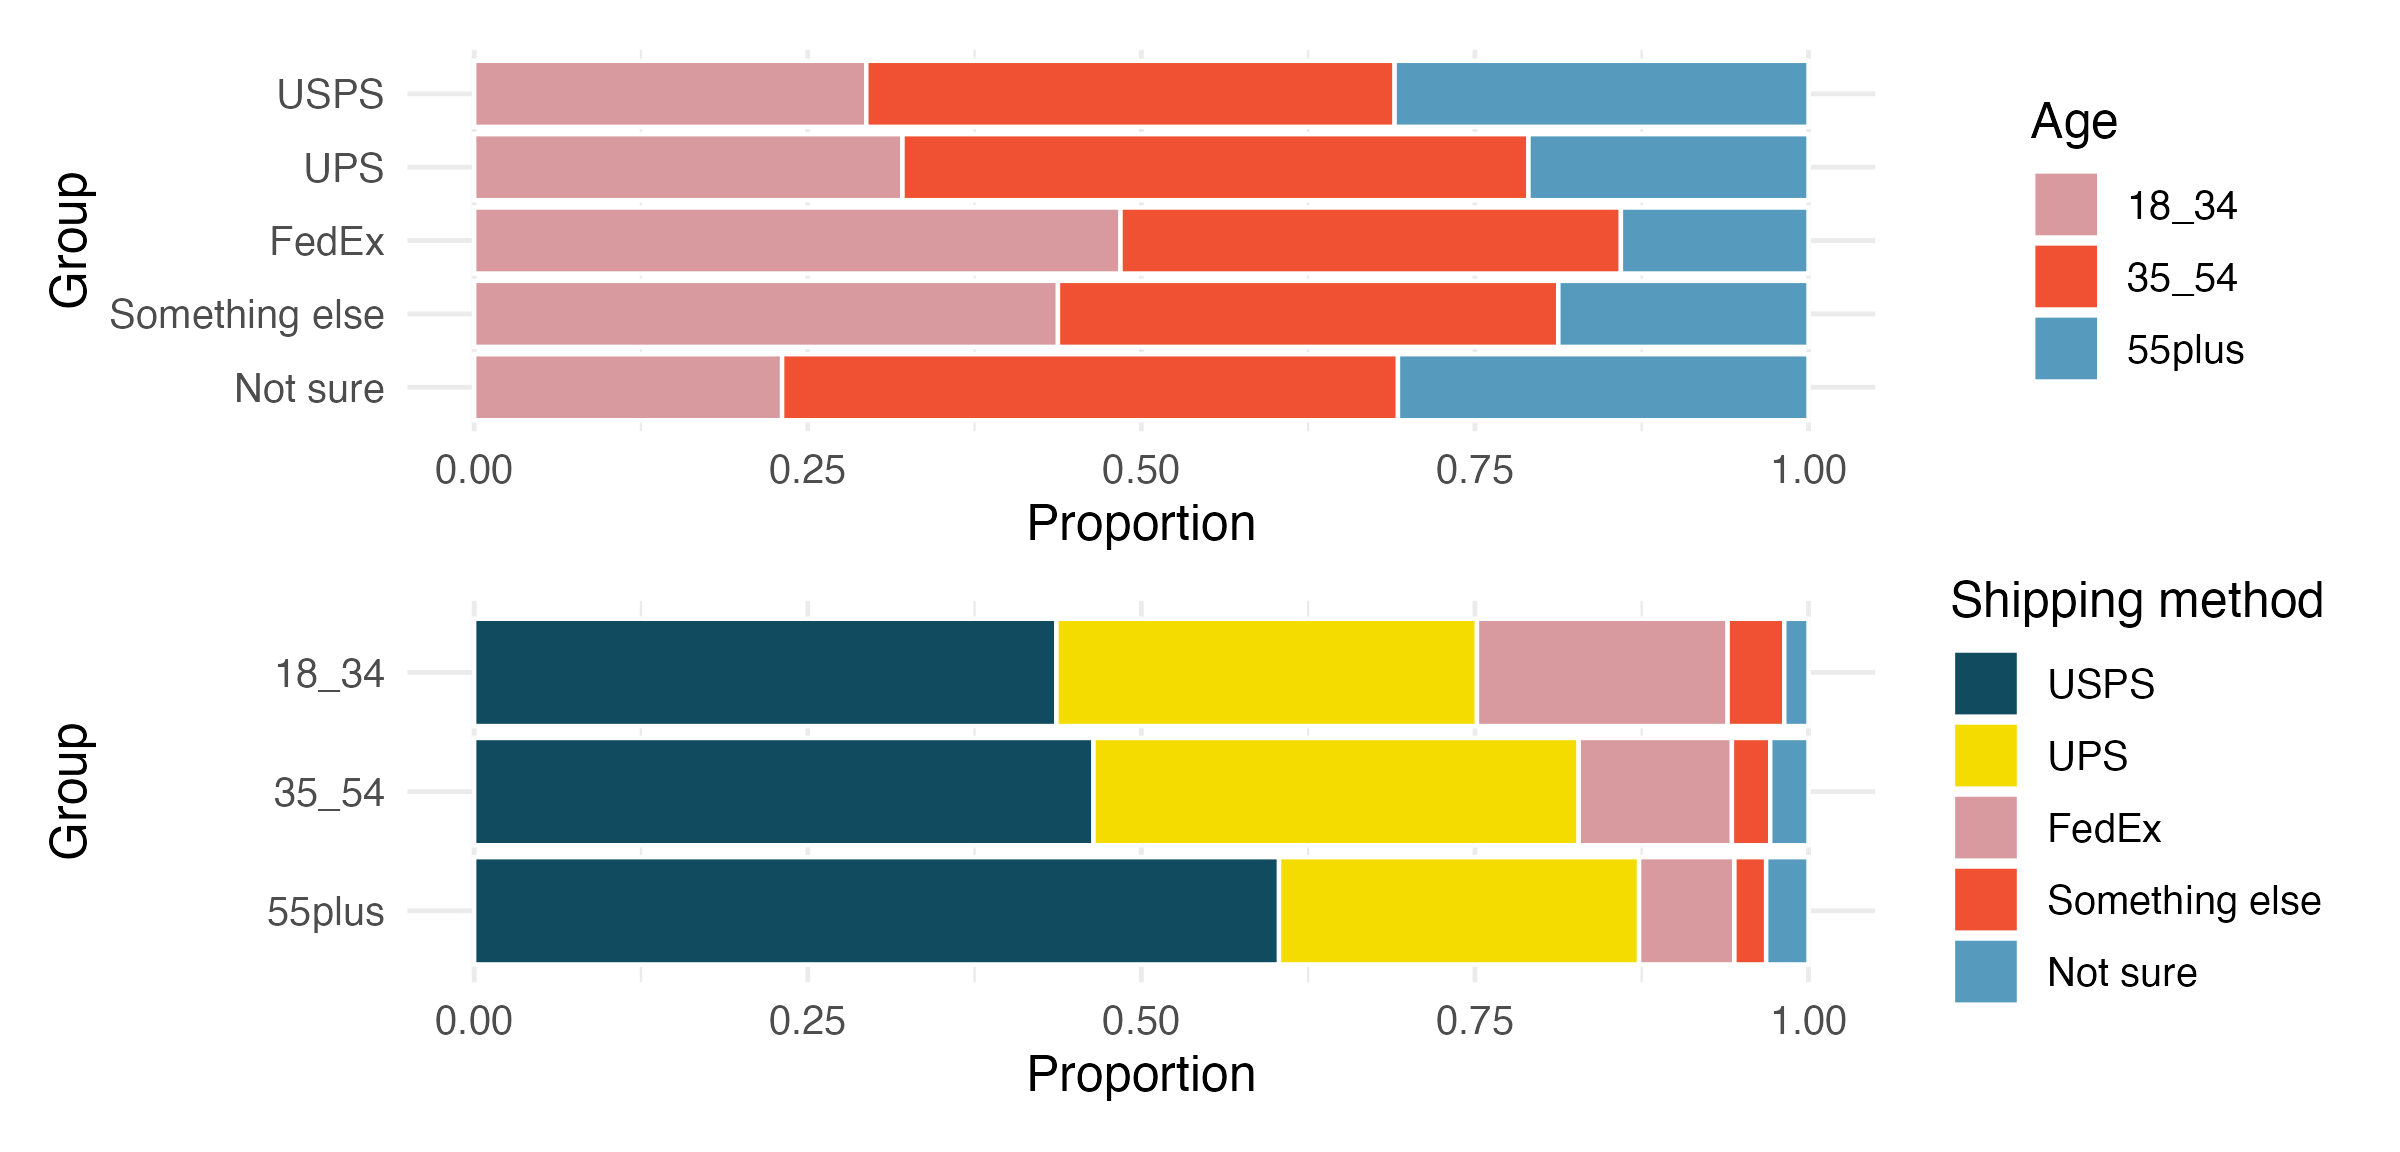 Group
USPS
UPS
FedEx
Something else
Not sure
0.00 0.25 0.50 0.75 1.00
Proportion
Age
18_34
35_54
55plus
Group
18_34
35_54
55plus
0.00 0.25 0.50 0.75 1.00
Proportion
Shipping method
USPS
UPS
FedEx
Something else
Not sure